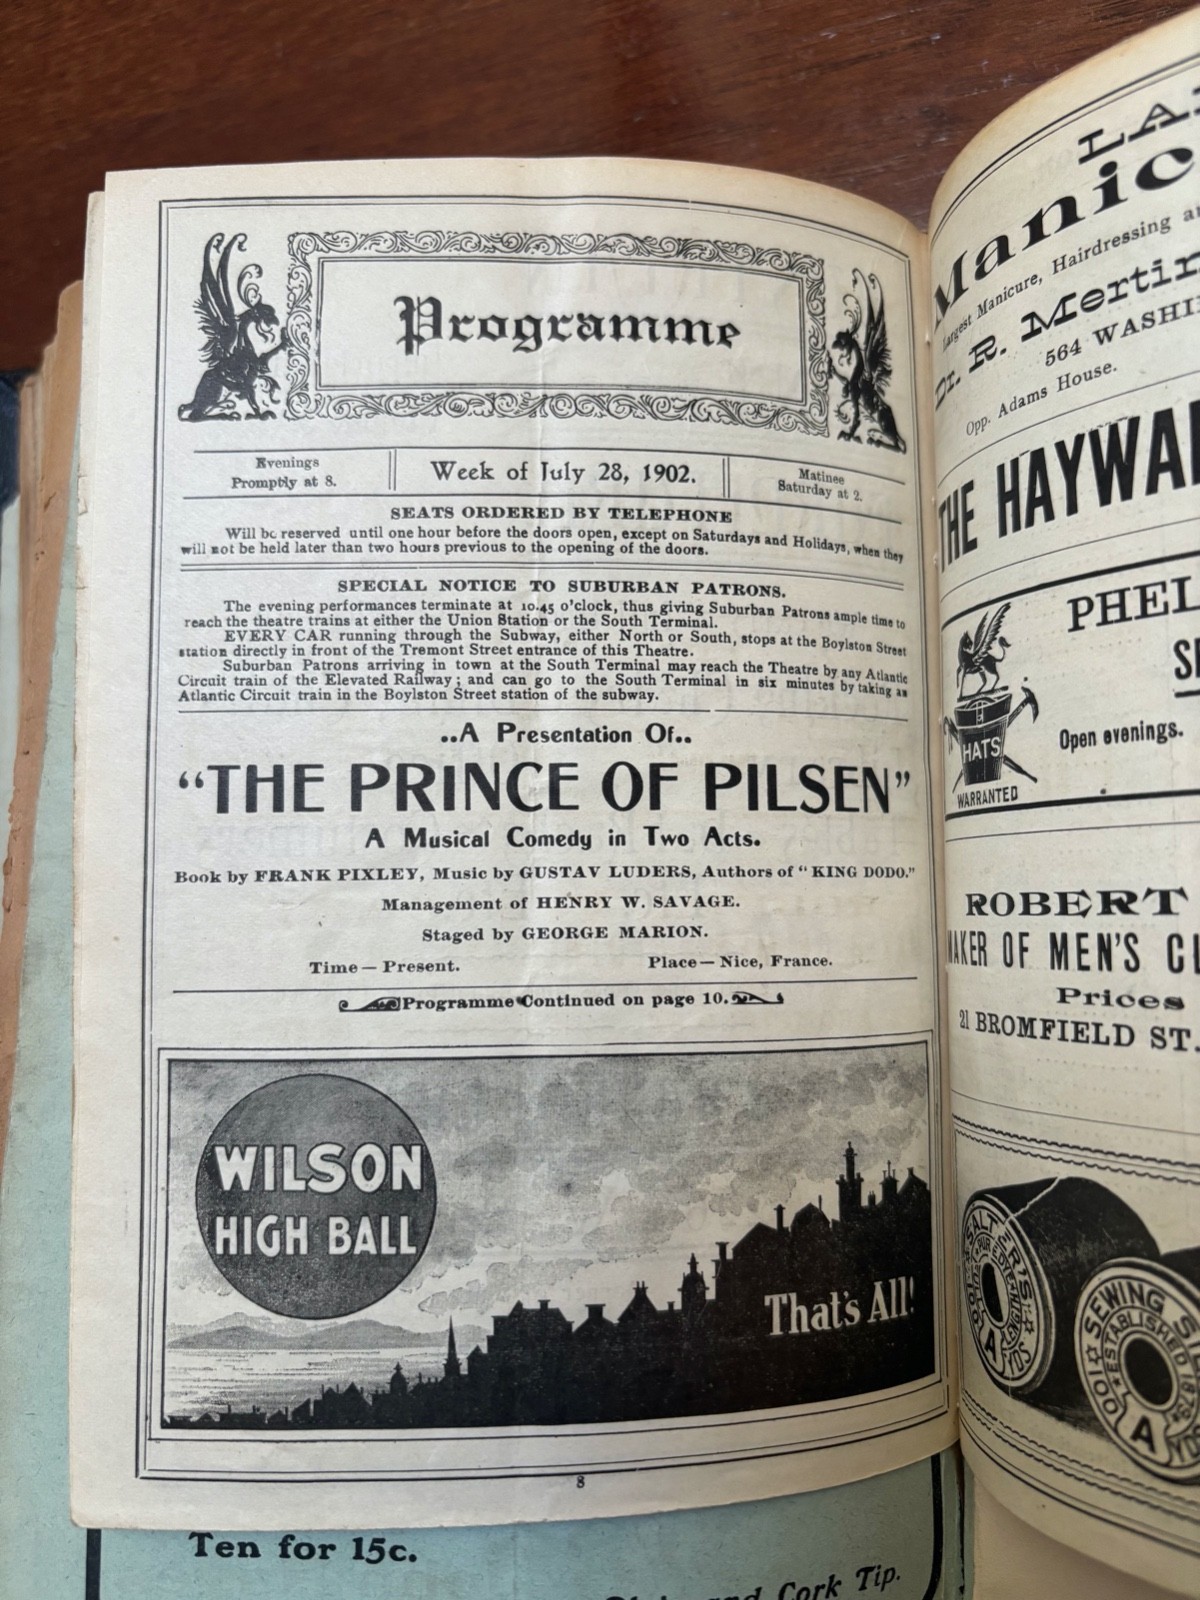 Programme
Evenings
Promptly at 8.
Week of July 28, 1902.
Matinee
Saturday at 2.
SEATS ORDERED BY TELEPHONE
Will be reserved until one hour before the doors open, except on Saturdays and Holidays, when they
will not be held later than two hours previous to the opening of the doors.
SPECIAL NOTICE TO SUBURBAN PATRONS.
The evening performances terminate at 10.45 o'clock, thus giving Suburban Patrons ample time to
reach the theatre trains at either the Union Station or the South Terminal.
EVERY CAR running through the Subway, either North or South, stops at the Boylston Street
station directly in front of the Tremont Street entrance of this Theatre.
Suburban Patrons arriving in town at the South Terminal may reach the Theatre by any Atlantic
Circuit train of the Elevated Railway; and can go to the South Terminal in six minutes by taking an
Atlantic Circuit train in the Boylston Street station of the subway.
..A Presentation Of..
"THE PRINCE OF PILSEN"
A Musical Comedy in Two Acts.
Book by FRANK PIXLEY, Music by GUSTAV LUDERS, Authors of "KING DODO."
Management of HENRY W. SAVAGE.
Staged by GEORGE MARION.
Time — Present.
Place — Nice, France.
Programme Continued on page 10.
WILSON
HIGH BALL
That's All!
8
Ten for 15c.
and Cork Tip.
Largest Manicure, Hairdressing
Dr. R.
564
Opp. Adams House.
THE
HATS
WARRANTED
Open evenings.
ROBERT
MAKER OF MEN'S
Prices
21 BROMFIELD ST.
SALTER'S
A
SEWING
ESTABLISHED
A